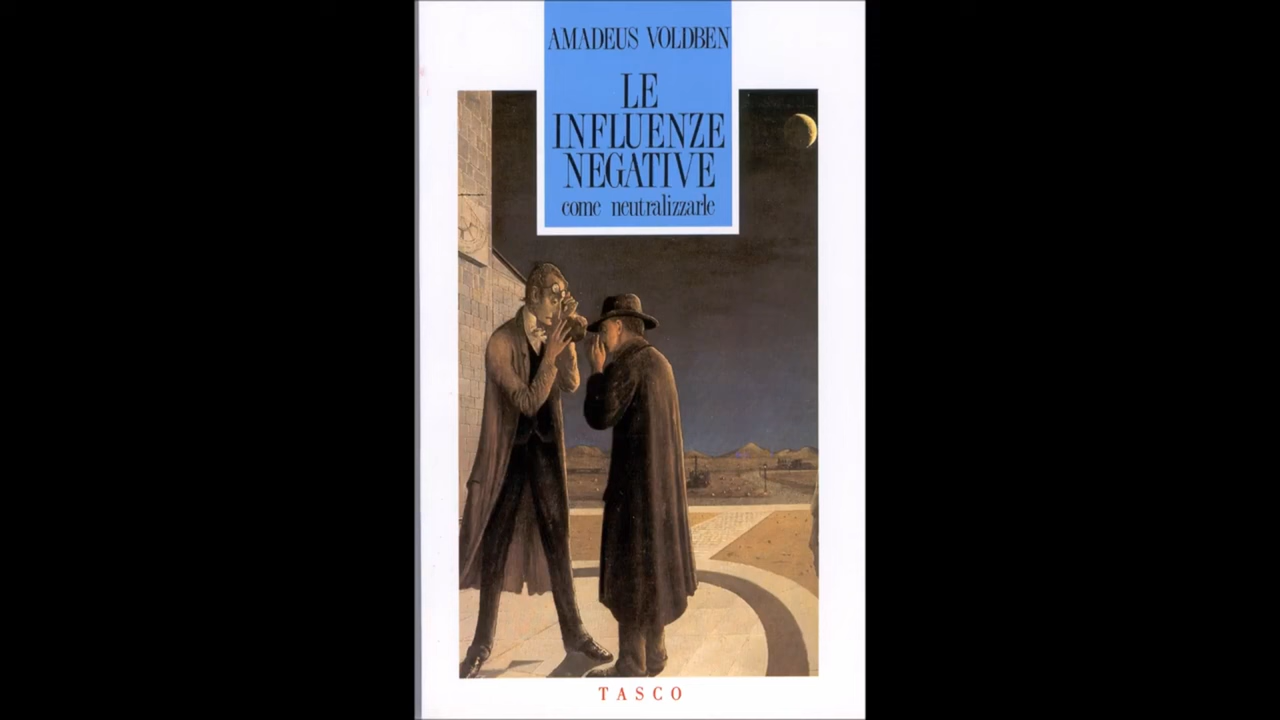 AMADEUS VOLDBEN
LE
INFLUENZE
NEGATIVE
come neutralizzarle
TASCO